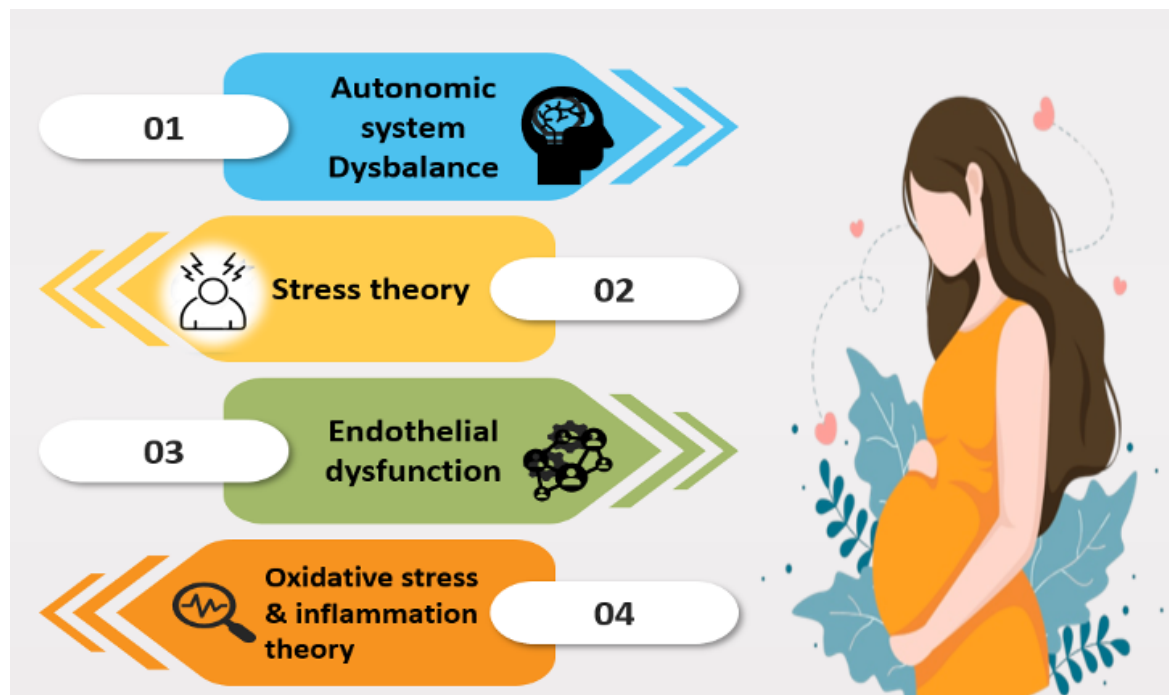 01
Autonomic
system
Dysbalance
Stress theory
02
03
Endothelial
dysfunction
Oxidative stress
& inflammation
theory
04